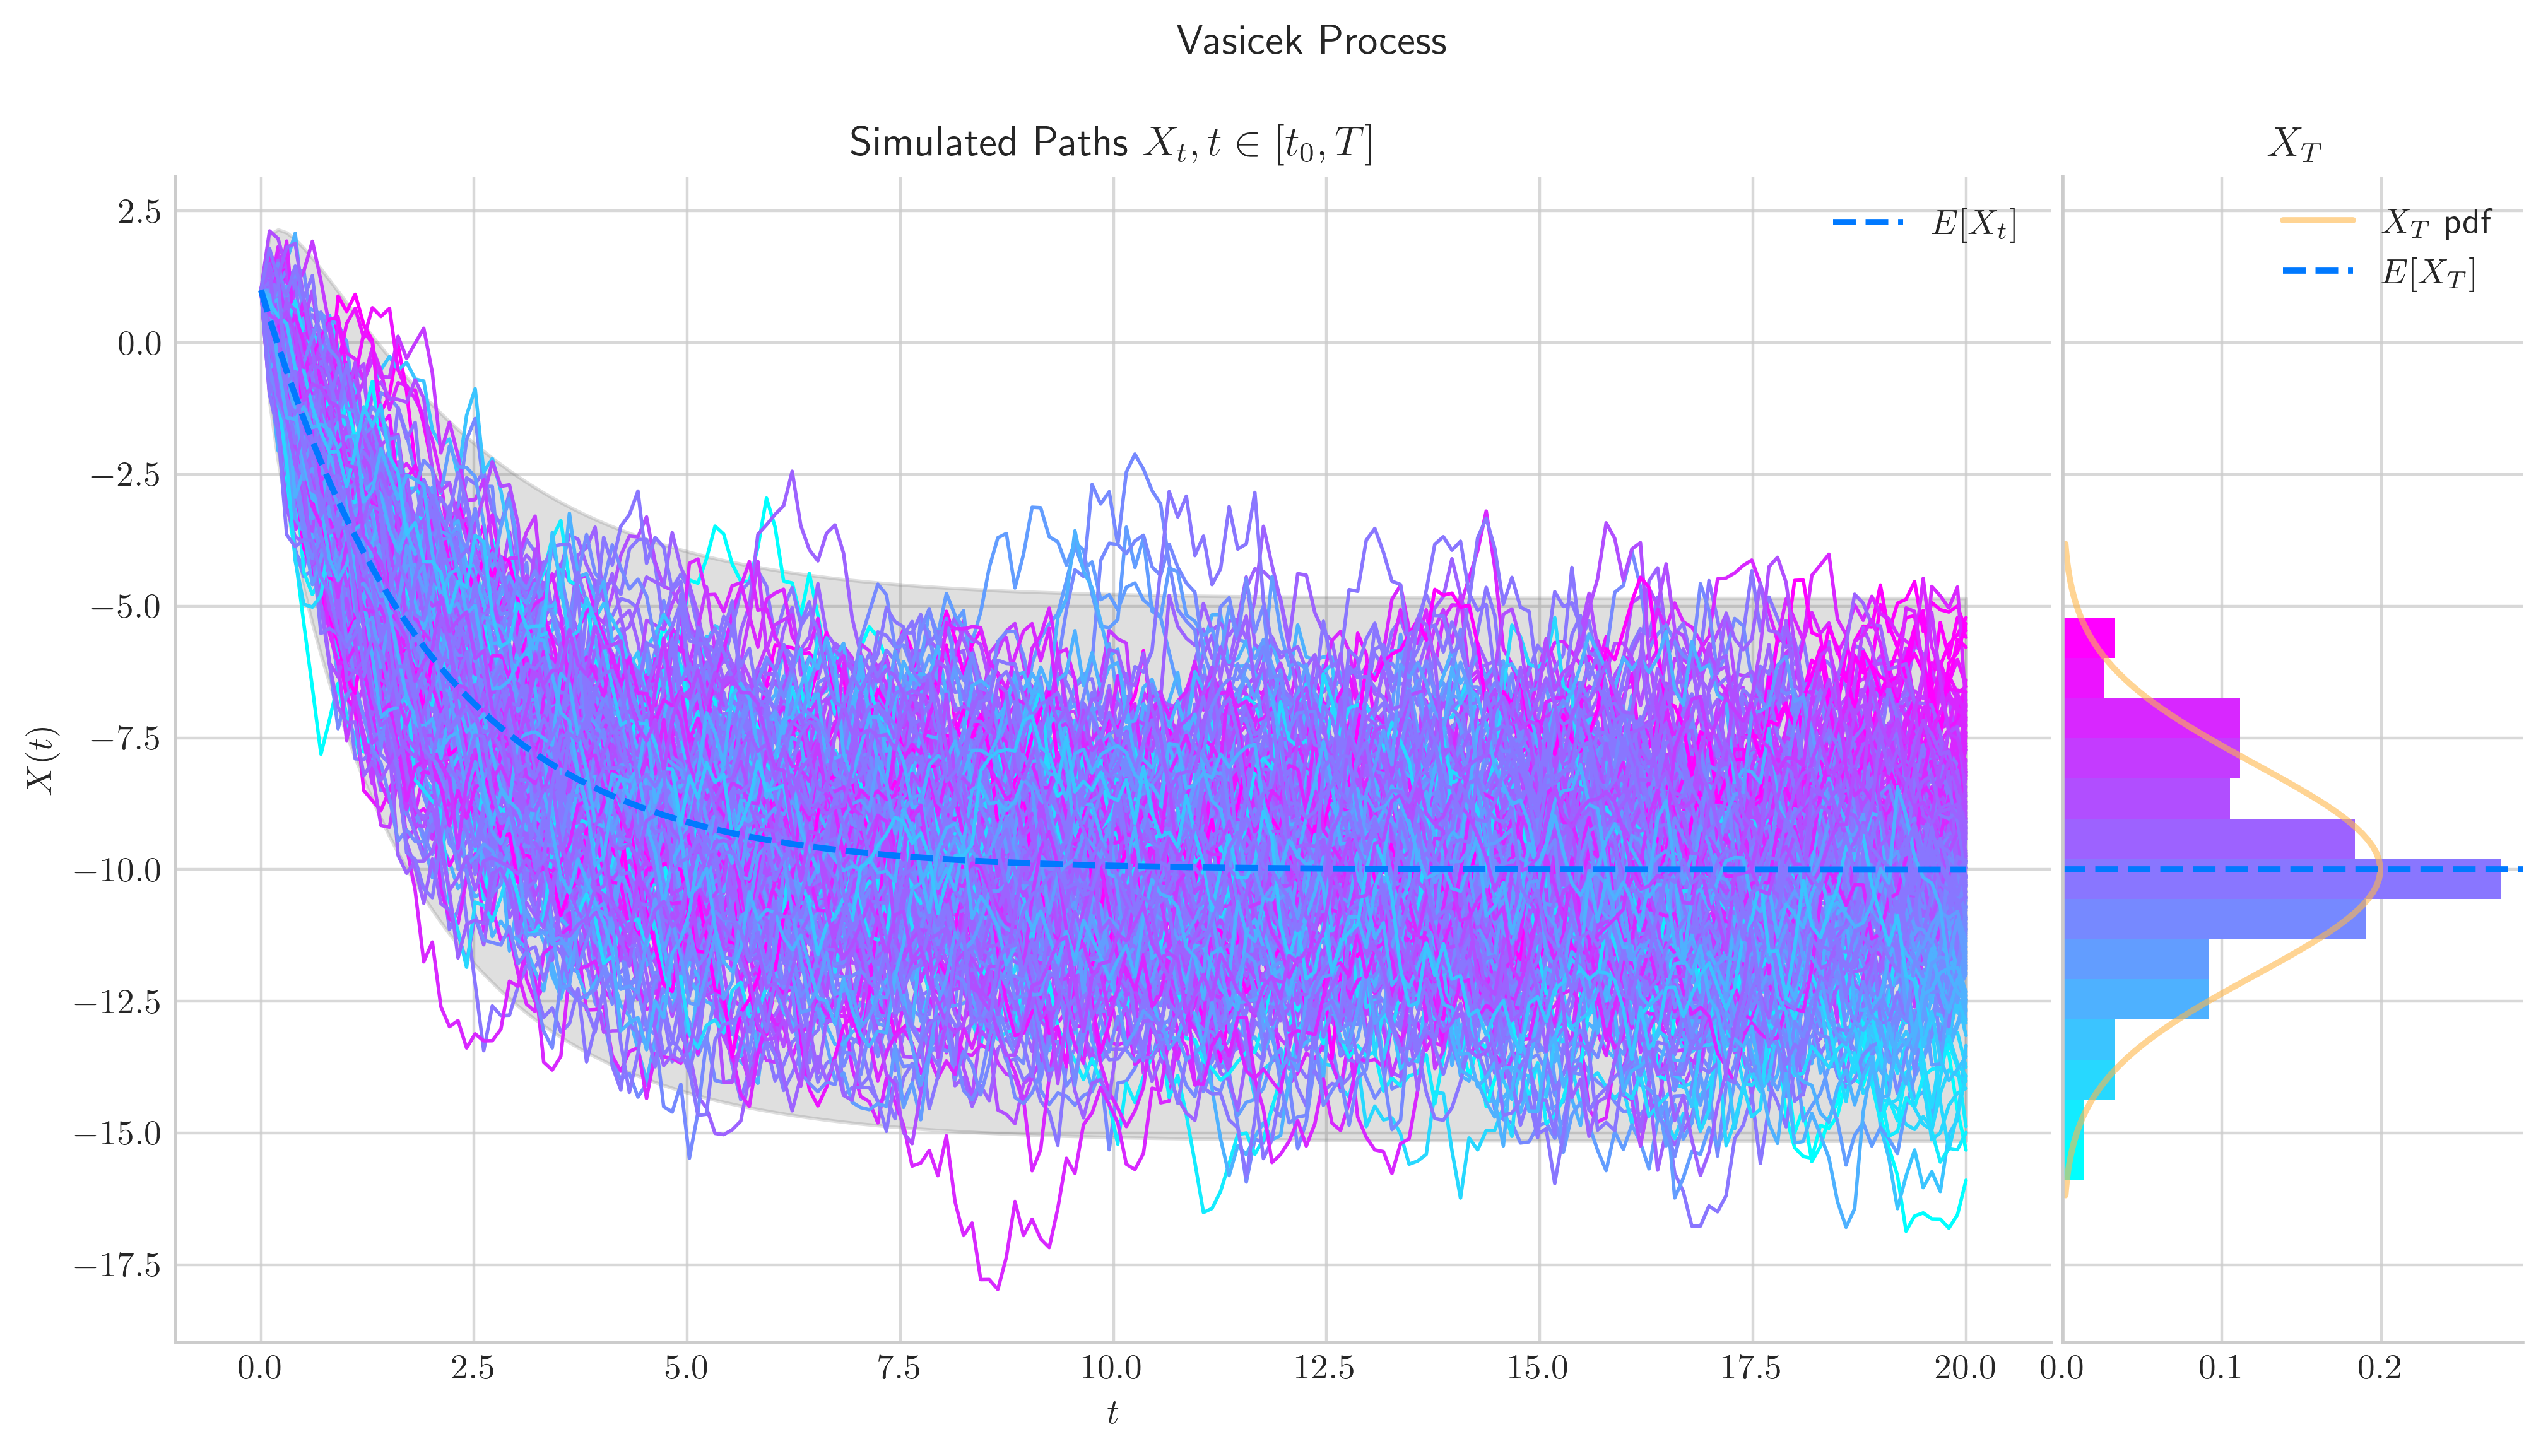 Vasicek Process
Simulated Paths $X_t, t \in [t_0, T]$
$X_T$
2.5
0.0
−2.5
−5.0
−7.5
−10.0
−12.5
−15.0
−17.5
$X(t)$
$E[X_t]$
$X_T$ pdf
$E[X_T]$
0.0 2.5 5.0 7.5 10.0 12.5 15.0 17.5 20.0
0.0 0.1 0.2
$t$